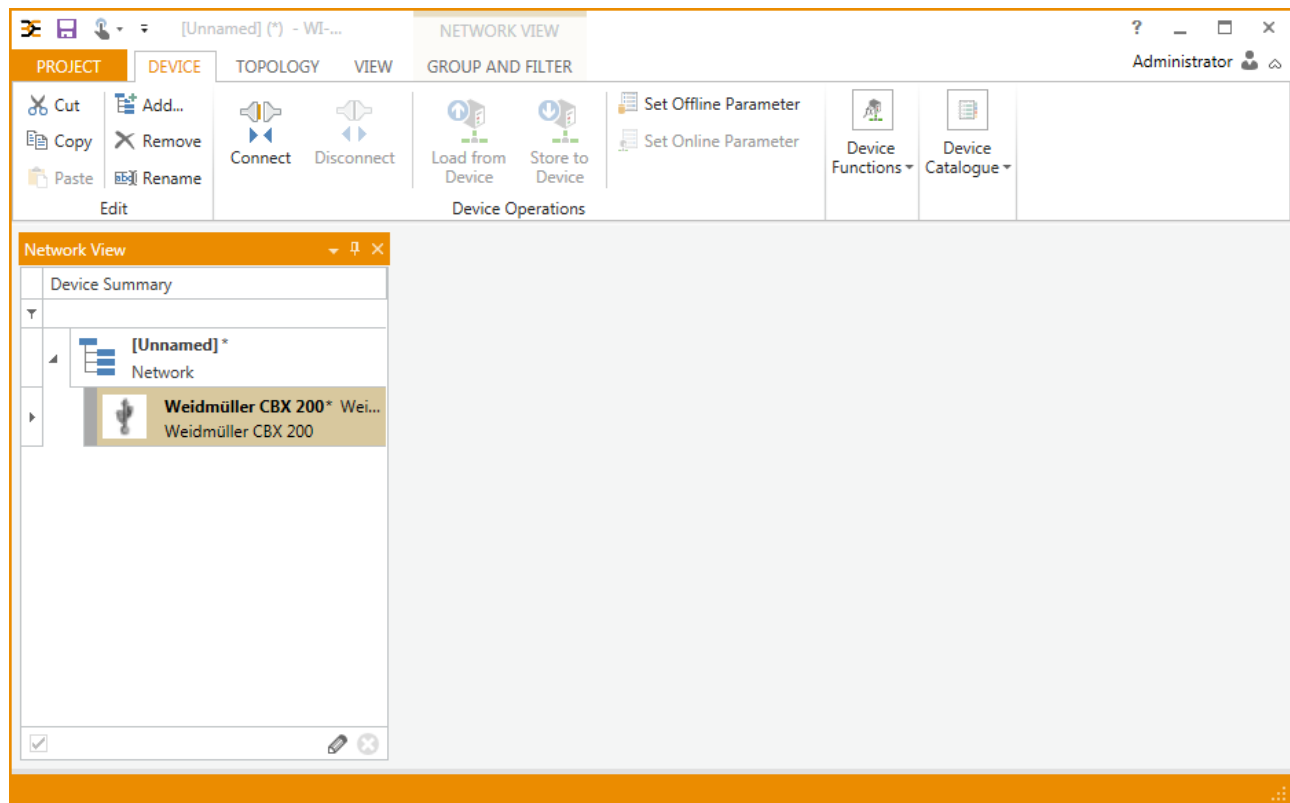 [Unnamed] (*) - WI-...
NETWORK VIEW
?
PROJECT DEVICE TOPOLOGY VIEW GROUP AND FILTER
Administrator
Cut
Copy
Paste
Add...
Remove
Rename
Edit
Connect
Disconnect
Load from
Device
Store to
Device
Set Offline Parameter
Set Online Parameter
Device Operations
Device
Functions
Device
Catalogue
Network View
Device Summary
[Unnamed] *
Network
Weidmüller CBX 200* Wei...
Weidmüller CBX 200